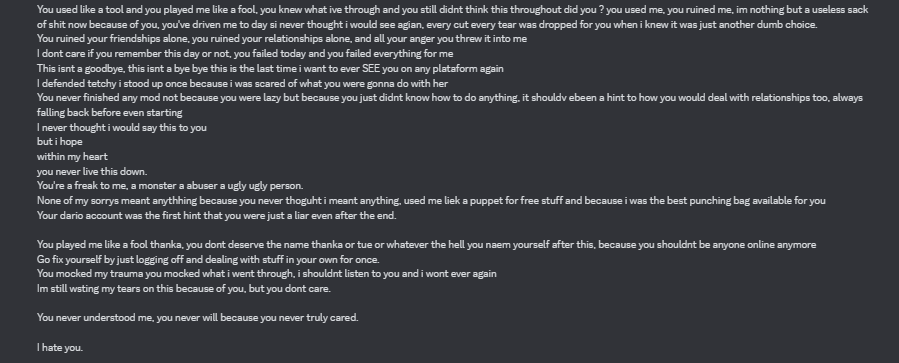 You used like a tool and you played me like a fool, you knew what ive through and you still didnt think this throughout did you ? you used me, you ruined me, im nothing but a useless sack
of shit now because of you, you've driven me to day si never thought i would see agian, every cut every tear was dropped for you when i knew it was just another dumb choice.
You ruined your friendships alone, you ruined your relationships alone, and all your anger you threw it into me
I dont care if you remember this day or not, you failed today and you failed everything for me
This isnt a goodbye, this isnt a bye bye this is the last time i want to ever SEE you on any plataform again
I defended tetchy i stood up once because i was scared of what you were gonna do with her
You never finished any mod not because you were lazy but because you just didnt know how to do anything, it shouldv ebeen a hint to how you would deal with relationships too, always
falling back before even starting
I never thought i would say this to you
but i hope
within my heart
you never live this down.
You're a freak to me, a monster a abuser a ugly ugly person.
None of my sorrys meant anythhing because you never thoguht i meant anything, used me liek a puppet for free stuff and because i was the best punching bag available for you
Your dario account was the first hint that you were just a liar even after the end.
You played me like a fool thanka, you dont deserve the name thanka or tue or whatever the hell you naem yourself after this, because you shouldnt be anyone online anymore
Go fix yourself by just logging off and dealing with stuff in your own for once.
You mocked my trauma you mocked what i went through, i shouldnt listen to you and i wont ever again
Im still wsting my tears on this because of you, but you dont care.
You never understood me, you never will because you never truly cared.
I hate you.